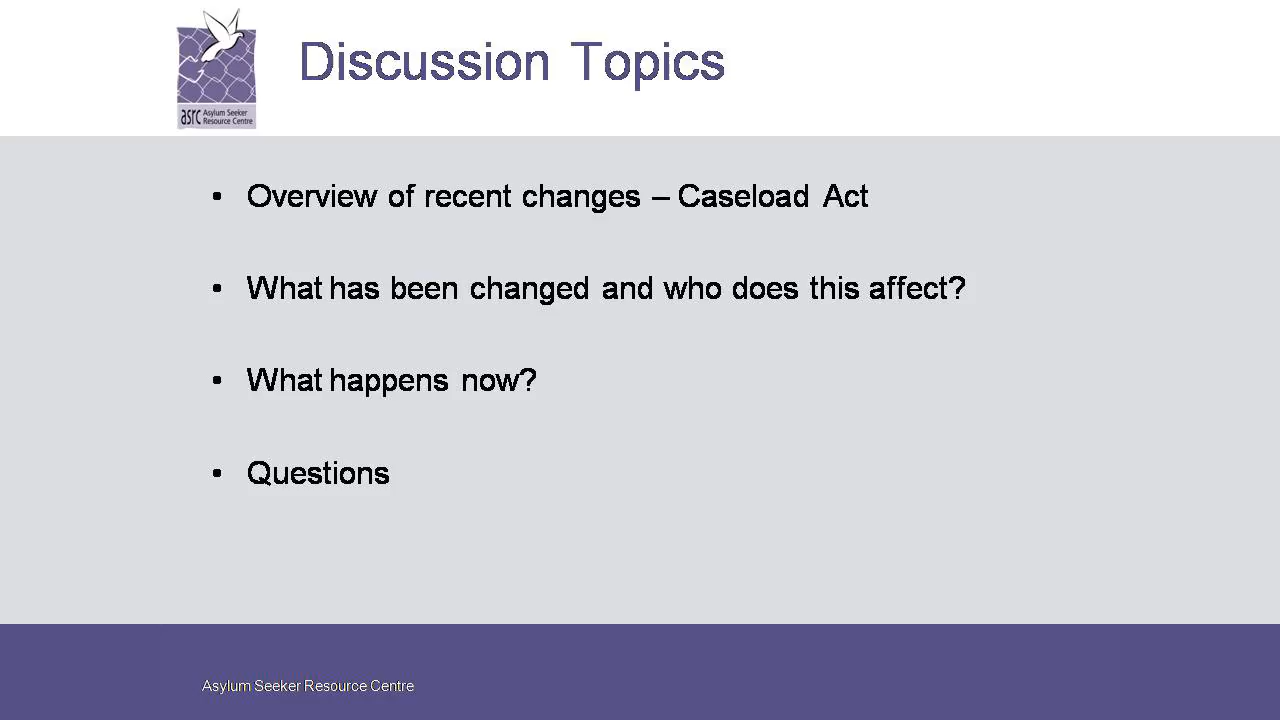 Discussion Topics
asrc Asylum Seeker
Resource Centre
• Overview of recent changes – Caseload Act
• What has been changed and who does this affect?
• What happens now?
• Questions
Asylum Seeker Resource Centre